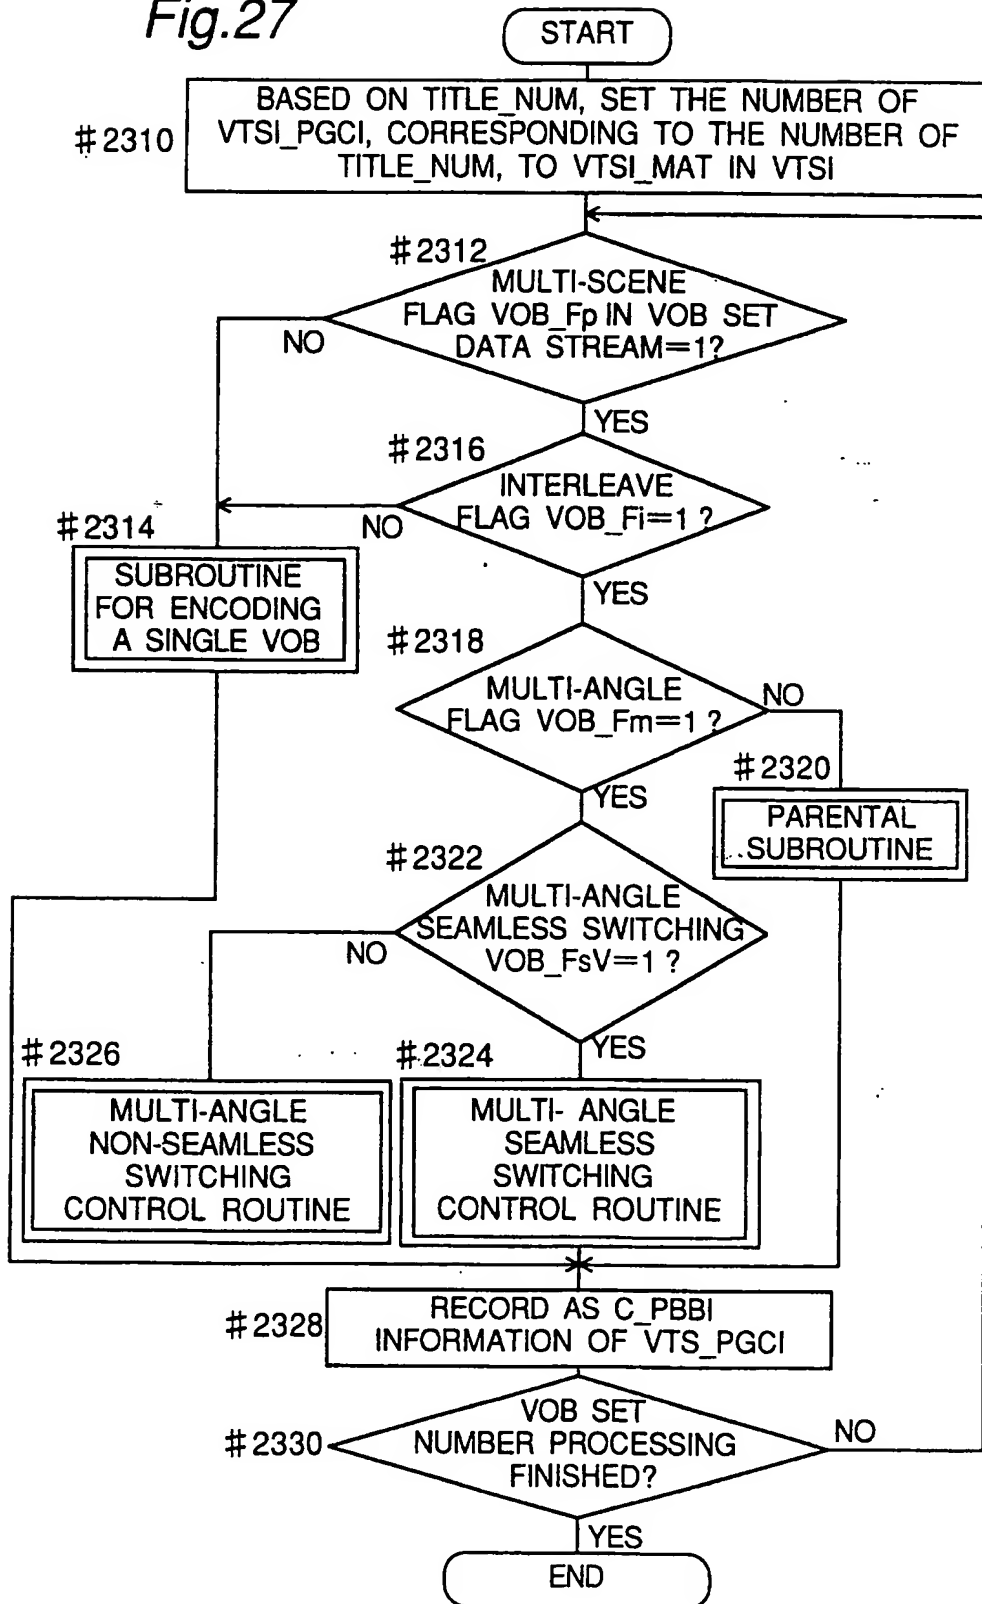 Fig.27
START
#2310
BASED ON TITLE_NUM, SET THE NUMBER OF
VTSI_PGCI, CORRESPONDING TO THE NUMBER OF
TITLE_NUM, TO VTSI_MAT IN VTSI
#2312
MULTI-SCENE
FLAG VOB_Fp IN VOB SET
DATA STREAM=1?
NO
YES
#2316
INTERLEAVE
FLAG VOB_Fi=1 ?
NO
YES
#2314
SUBROUTINE
FOR ENCODING
A SINGLE VOB
#2318
MULTI-ANGLE
FLAG VOB_Fm=1 ?
NO
YES
#2320
PARENTAL
SUBROUTINE
#2322
MULTI-ANGLE
SEAMLESS SWITCHING
VOB_FsV=1 ?
NO
YES
#2326
MULTI-ANGLE
NON-SEAMLESS
SWITCHING
CONTROL ROUTINE
#2324
MULTI- ANGLE
SEAMLESS
SWITCHING
CONTROL ROUTINE
#2328
RECORD AS C_PBBI
INFORMATION OF VTS_PGCI
#2330
VOB SET
NUMBER PROCESSING
FINISHED?
NO
YES
END